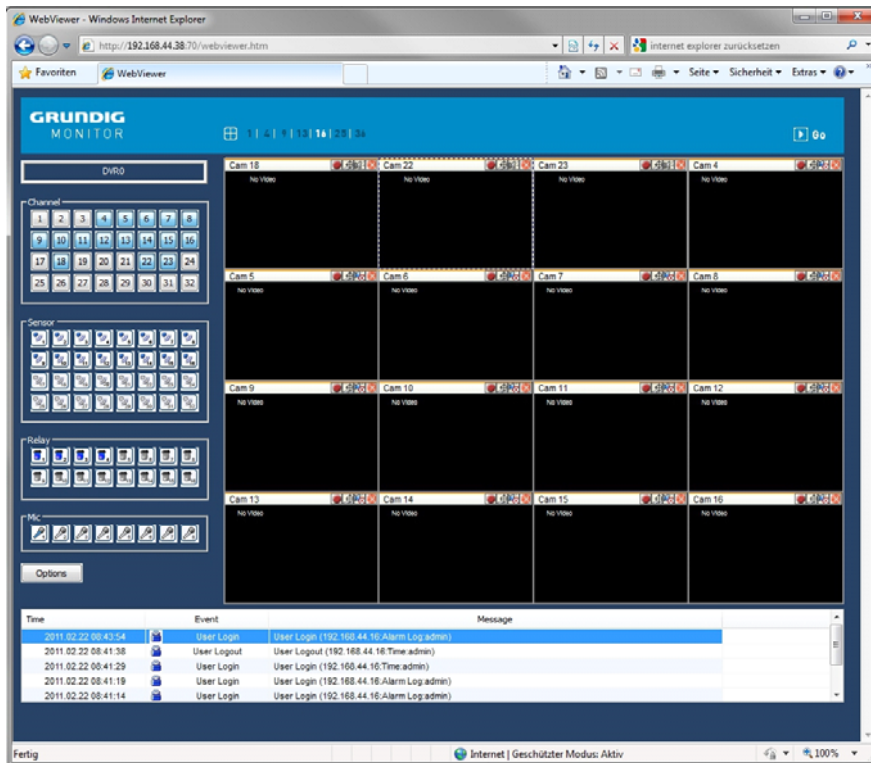 WebViewer - Windows Internet Explorer
http://192.168.44.38:70/webviewer.htm
internet explorer zurücksetzen
Favoriten
WebViewer
Seite
Sicherheit
Extras
GRUNDIG
MONITOR
1 | 4 | 9 | 13 | 16 | 25 | 36
Go
DVR0
Channel
1 2 3 4 5 6 7 8
9 10 11 12 13 14 15 16
17 18 19 20 21 22 23 24
25 26 27 28 29 30 31 32
Sensor
Relay
Mic
Options
Cam 18
No Video
Cam 22
No Video
Cam 23
No Video
Cam 4
No Video
Cam 5
No Video
Cam 6
No Video
Cam 7
No Video
Cam 8
No Video
Cam 9
No Video
Cam 10
No Video
Cam 11
No Video
Cam 12
No Video
Cam 13
No Video
Cam 14
No Video
Cam 15
No Video
Cam 16
No Video
Time Event Message
2011.02.22 08:43:54 User Login User Login (192.168.44.16:Alarm Log:admin)
2011.02.22 08:41:38 User Logout User Logout (192.168.44.16:Time:admin)
2011.02.22 08:41:29 User Login User Login (192.168.44.16:Time:admin)
2011.02.22 08:41:19 User Login User Login (192.168.44.16:Alarm Log:admin)
2011.02.22 08:41:14 User Login User Login (192.168.44.16:Alarm Log:admin)
Fertig
Internet | Geschützter Modus: Aktiv
100%